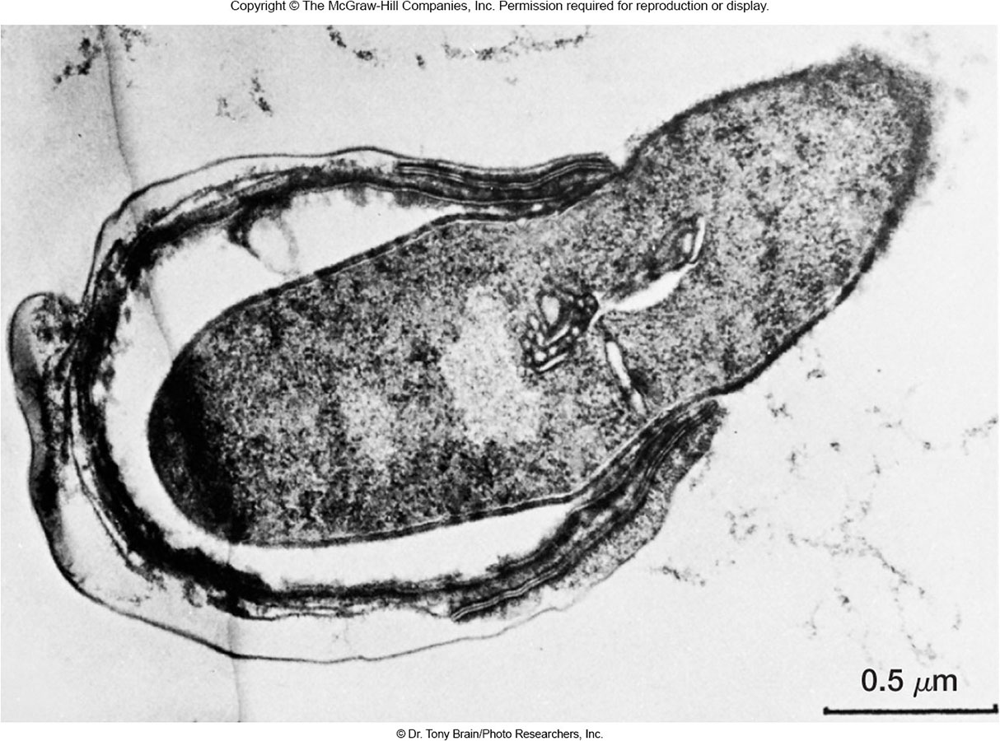 Copyright © The McGraw-Hill Companies, Inc. Permission required for reproduction or display.
0.5 μm
© Dr. Tony Brain/Photo Researchers, Inc.